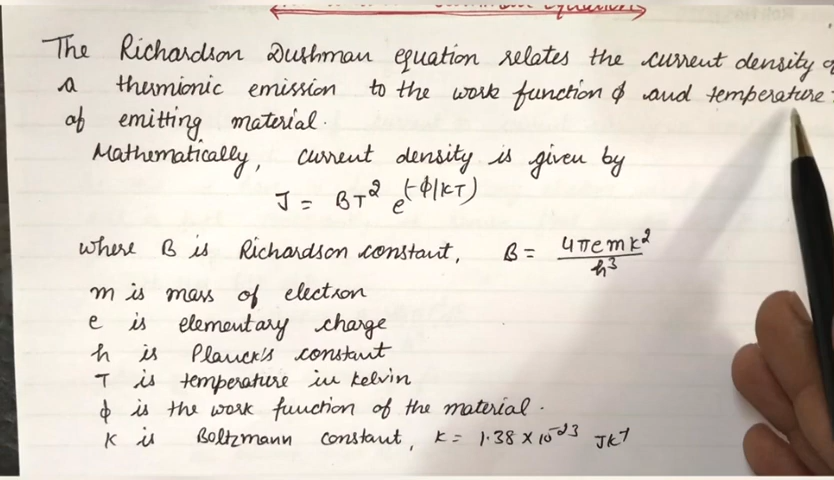 Equation
The Richardson Dushman equation relates the current density of
a thermionic emission to the work function ϕ and temperature
of emitting material.
Mathematically, current density is given by
J = BT² e^(-ϕ/KT)
where B is Richardson constant, B = 4πemk²/h³
m is mass of electron
e is elementary charge
h is Planck's constant
T is temperature in kelvin
ϕ is the work function of the material.
K is Boltzmann constant, K = 1.38 × 10⁻²³ JK⁻¹